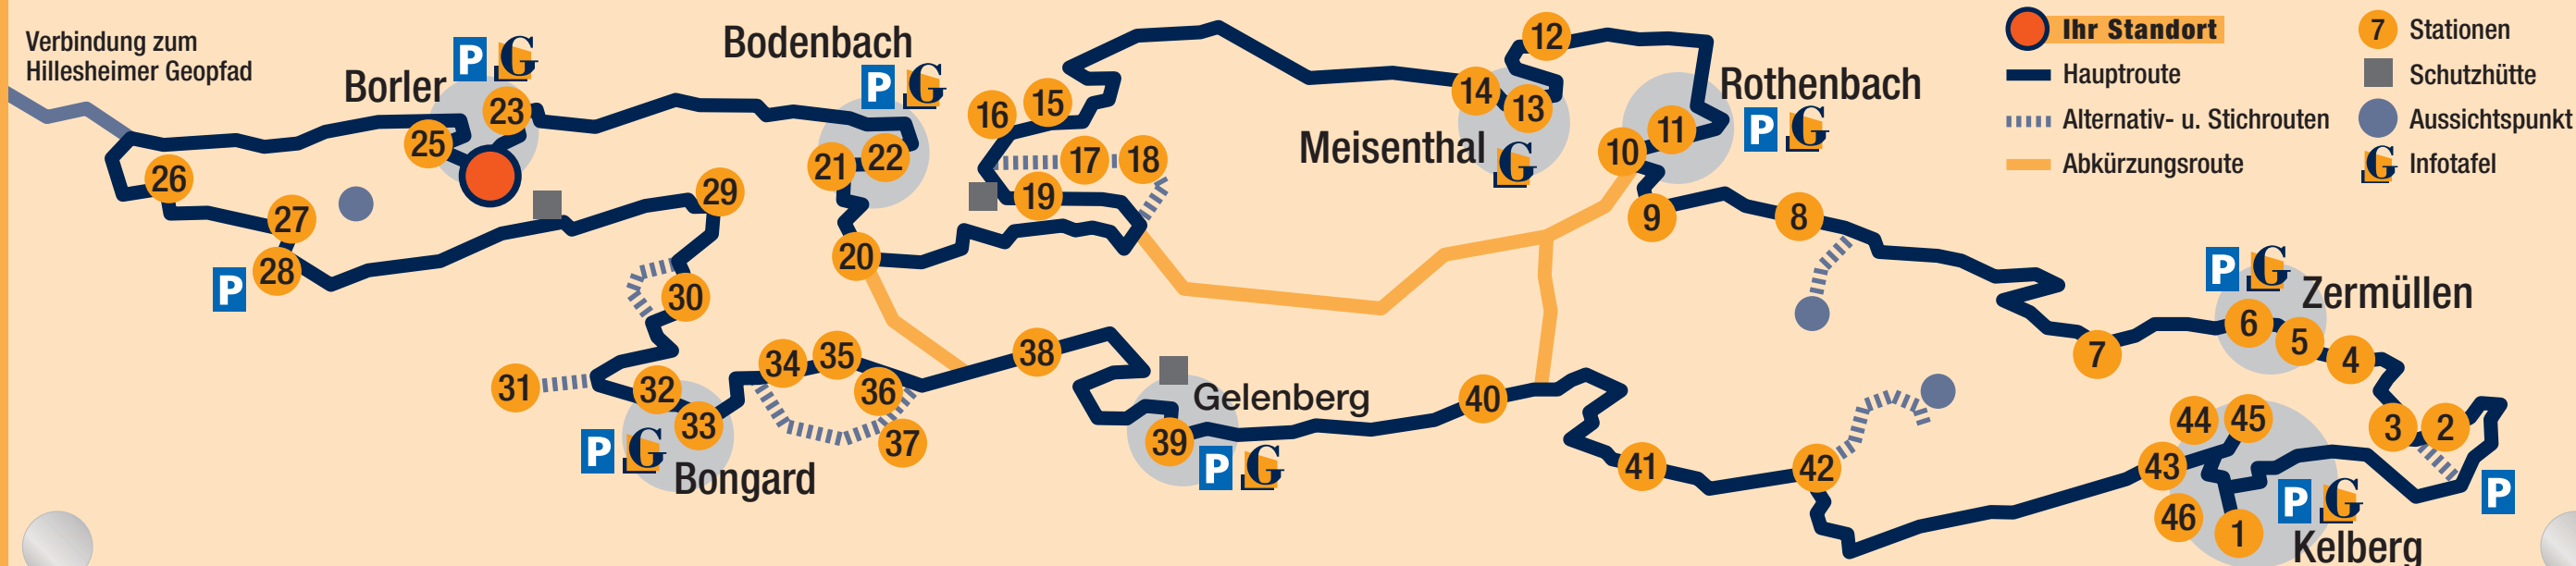 Verbindung zum
Hillesheimer Geopfad
Borler
P G
23
25
26
27
28
P
29
30
31
32
33
P G
Bongard
34
35
36
37
38
Bodenbach
P G
21
22
20
16
15
17
18
19
14
13
12
Meisenthal
G
Rothenbach
P G
11
10
9
8
7
Zermüllen
P G
6
5
4
3
2
P
Gelenberg
39
P G
40
41
42
43
44
45
46
1
P G
Kelberg
Ihr Standort
Hauptroute
Alternativ- u. Stichrouten
Abkürzungsroute
7 Stationen
Schutzhütte
Aussichtspunkt
G Infotafel